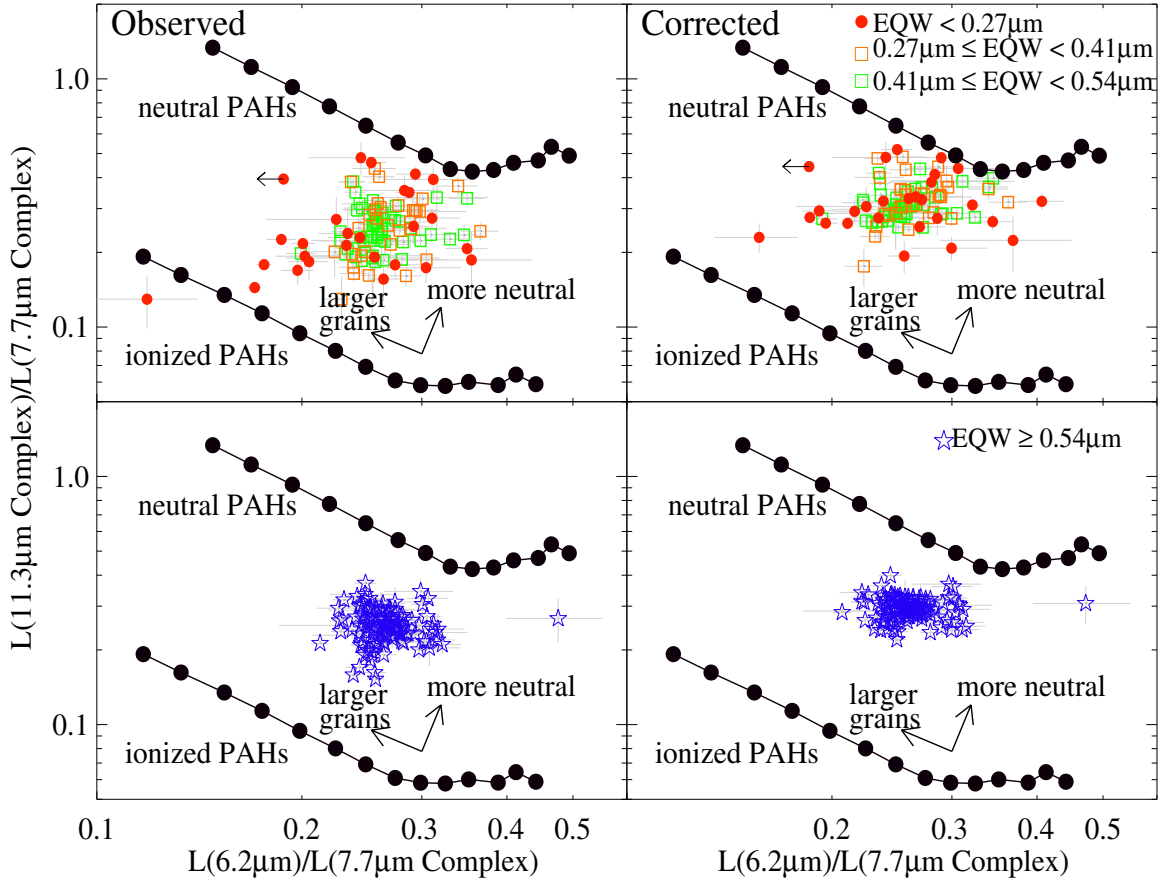 Observed
Corrected
EQW < 0.27μm
0.27μm ≤ EQW < 0.41μm
0.41μm ≤ EQW < 0.54μm
1.0
neutral PAHs
neutral PAHs
larger
grains
more neutral
larger
grains
more neutral
0.1
ionized PAHs
ionized PAHs
L(11.3μm Complex)/L(7.7μm Complex)
EQW ≥ 0.54μm
1.0
neutral PAHs
neutral PAHs
larger
grains
more neutral
larger
grains
more neutral
0.1
ionized PAHs
ionized PAHs
0.1 0.2 0.3 0.4 0.5
0.2 0.3 0.4 0.5
L(6.2μm)/L(7.7μm Complex)
L(6.2μm)/L(7.7μm Complex)